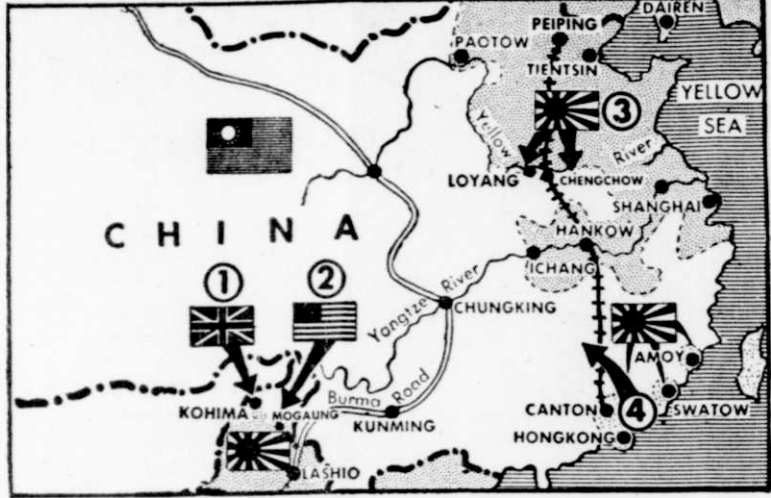 DAIREN
PEIPING
PAOTOW
TIENTSIN
YELLOW
SEA
③
Yellow
River
LOYANG
CHENGCHOW
SHANGHAI
HANKOW
CHINA
ICHANG
① ②
Yangtze River
CHUNGKING
AMOY
Burma Road
KOHIMA
MOGAUNG
KUNMING
CANTON
④
SWATOW
HONGKONG
LASHIO